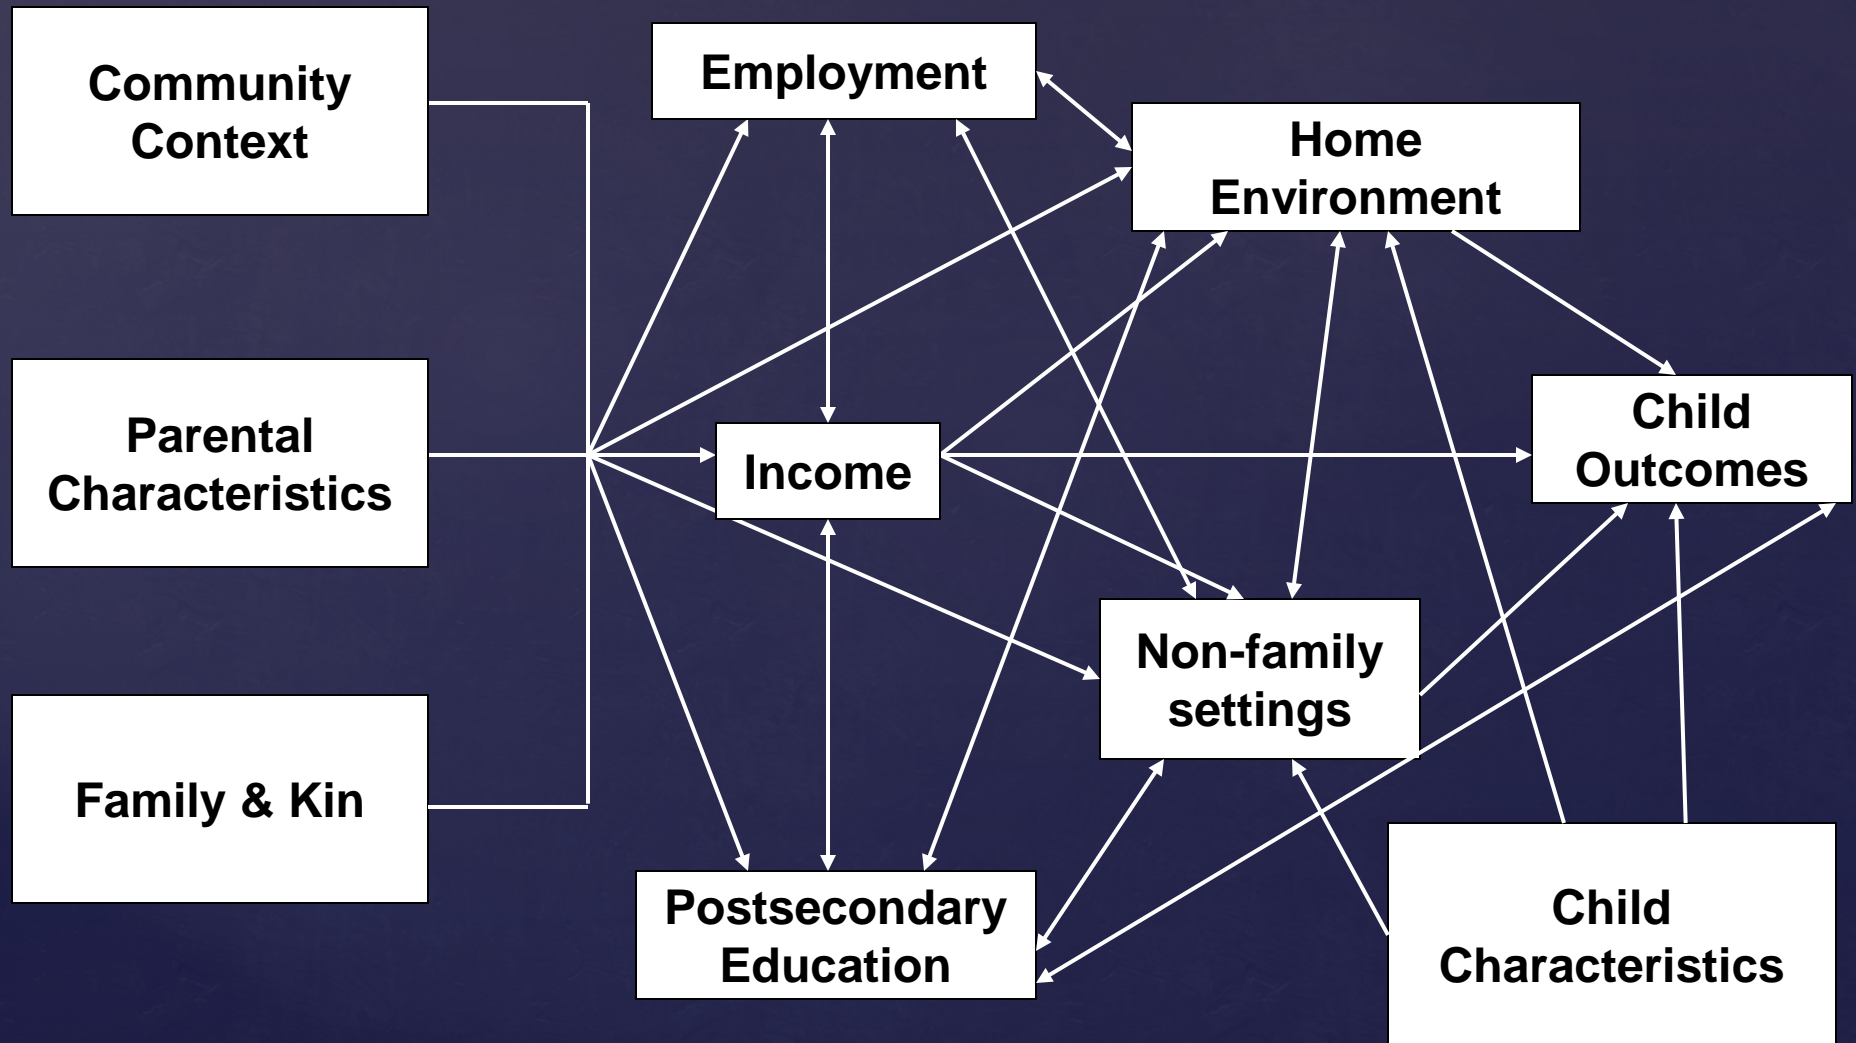 Community
Context
Employment
Home
Environment
Parental
Characteristics
Income
Child
Outcomes
Non-family
settings
Family & Kin
Postsecondary
Education
Child
Characteristics